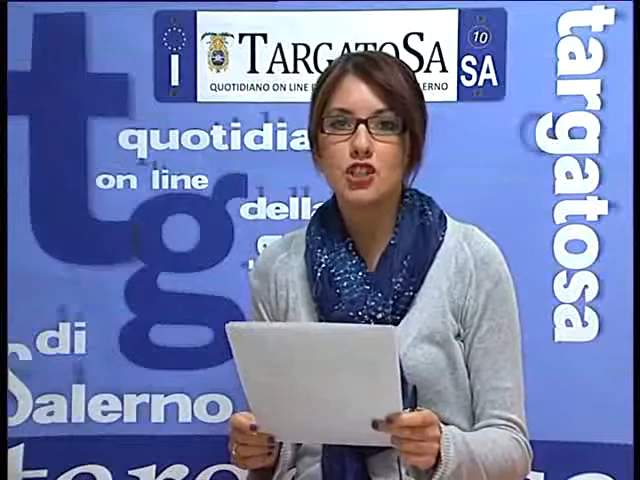 I TARGATOSA 10 SA
QUOTIDIANO ON LINE
targatosa
tg
quotidia
on line
della
di
Salerno